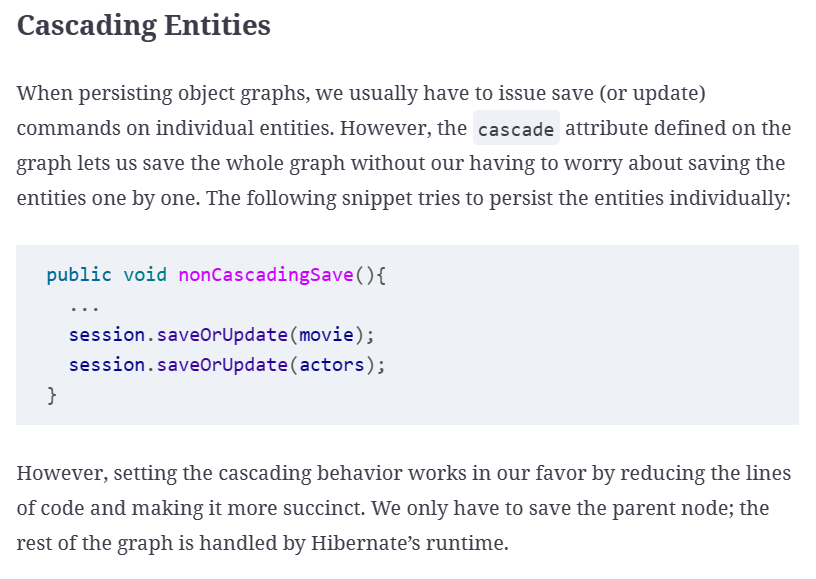 Cascading Entities
When persisting object graphs, we usually have to issue save (or update)
commands on individual entities. However, the cascade attribute defined on the
graph lets us save the whole graph without our having to worry about saving the
entities one by one. The following snippet tries to persist the entities individually:
public void nonCascadingSave(){
...
session.saveOrUpdate(movie);
session.saveOrUpdate(actors);
}
However, setting the cascading behavior works in our favor by reducing the lines
of code and making it more succinct. We only have to save the parent node; the
rest of the graph is handled by Hibernate’s runtime.